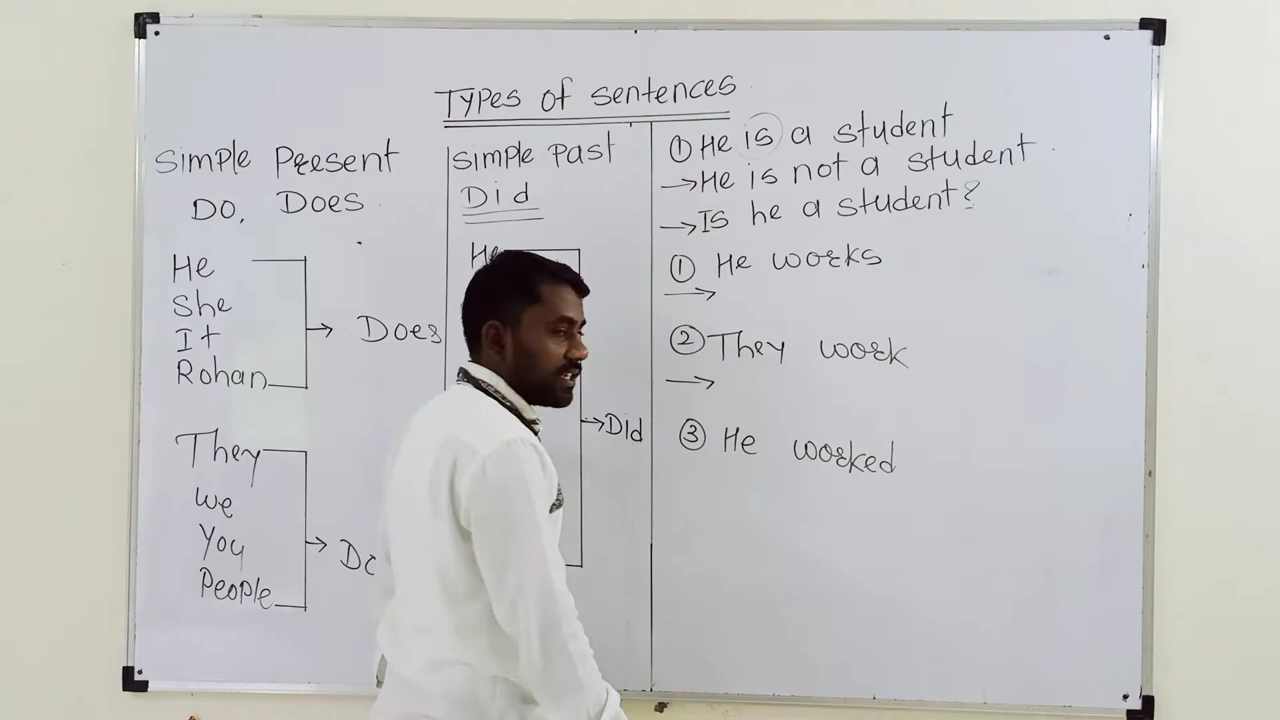 Types of sentences
Simple Present
DO, Does
He
She
It
Rohan
Does
They
we
You
People
Simple Past
Did
He
Did
① He is a student
→ He is not a student
→ Is he a student?
① He works
→
② They work
→
③ He worked